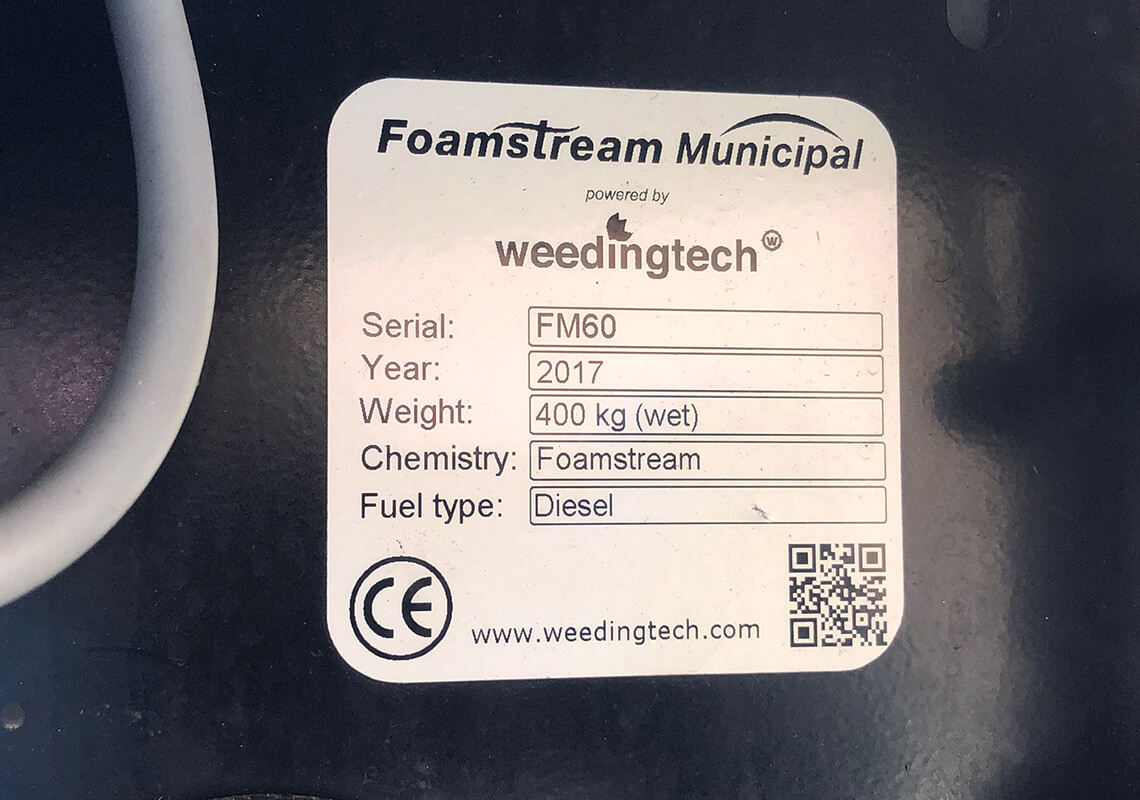 Foamstream Municipal
powered by
weedingtech
Serial: FM60
Year: 2017
Weight: 400 kg (wet)
Chemistry: Foamstream
Fuel type: Diesel
CE
www.weedingtech.com